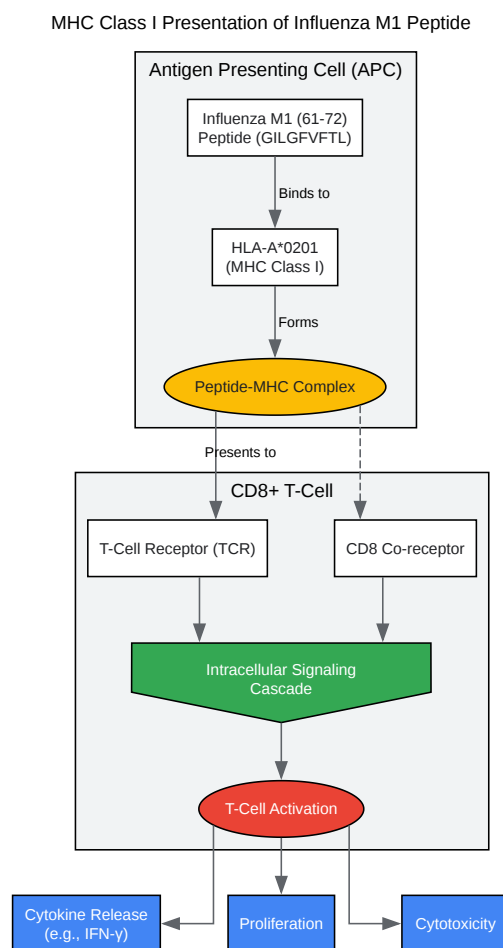 MHC Class I Presentation of Influenza M1 Peptide
Antigen Presenting Cell (APC)
Influenza M1 (61-72)
Peptide (GILGFVFTL)
Binds to
HLA-A*0201
(MHC Class I)
Forms
Peptide-MHC Complex
Presents to
CD8+ T-Cell
T-Cell Receptor (TCR)
CD8 Co-receptor
Intracellular Signaling
Cascade
T-Cell Activation
Cytokine Release
(e.g., IFN-γ)
Proliferation
Cytotoxicity